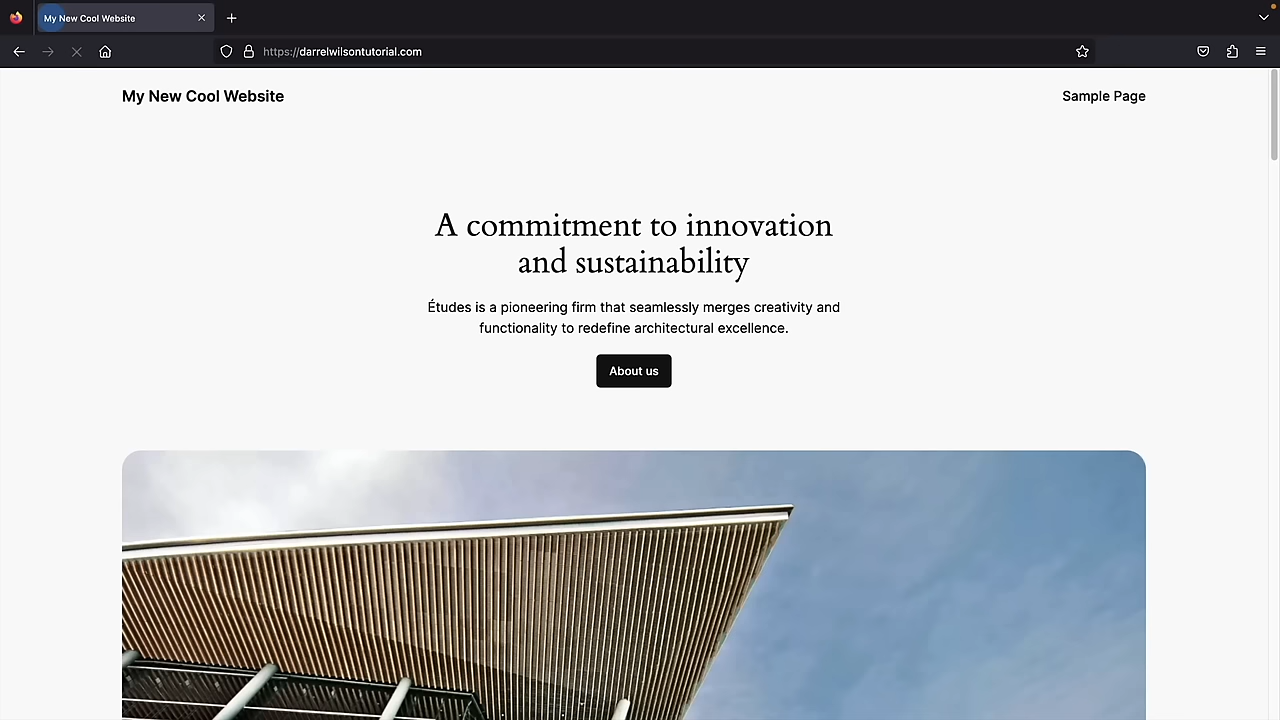 My New Cool Website
https://darrelwilsontutorial.com
My New Cool Website
Sample Page
A commitment to innovation
and sustainability
Études is a pioneering firm that seamlessly merges creativity and
functionality to redefine architectural excellence.
About us